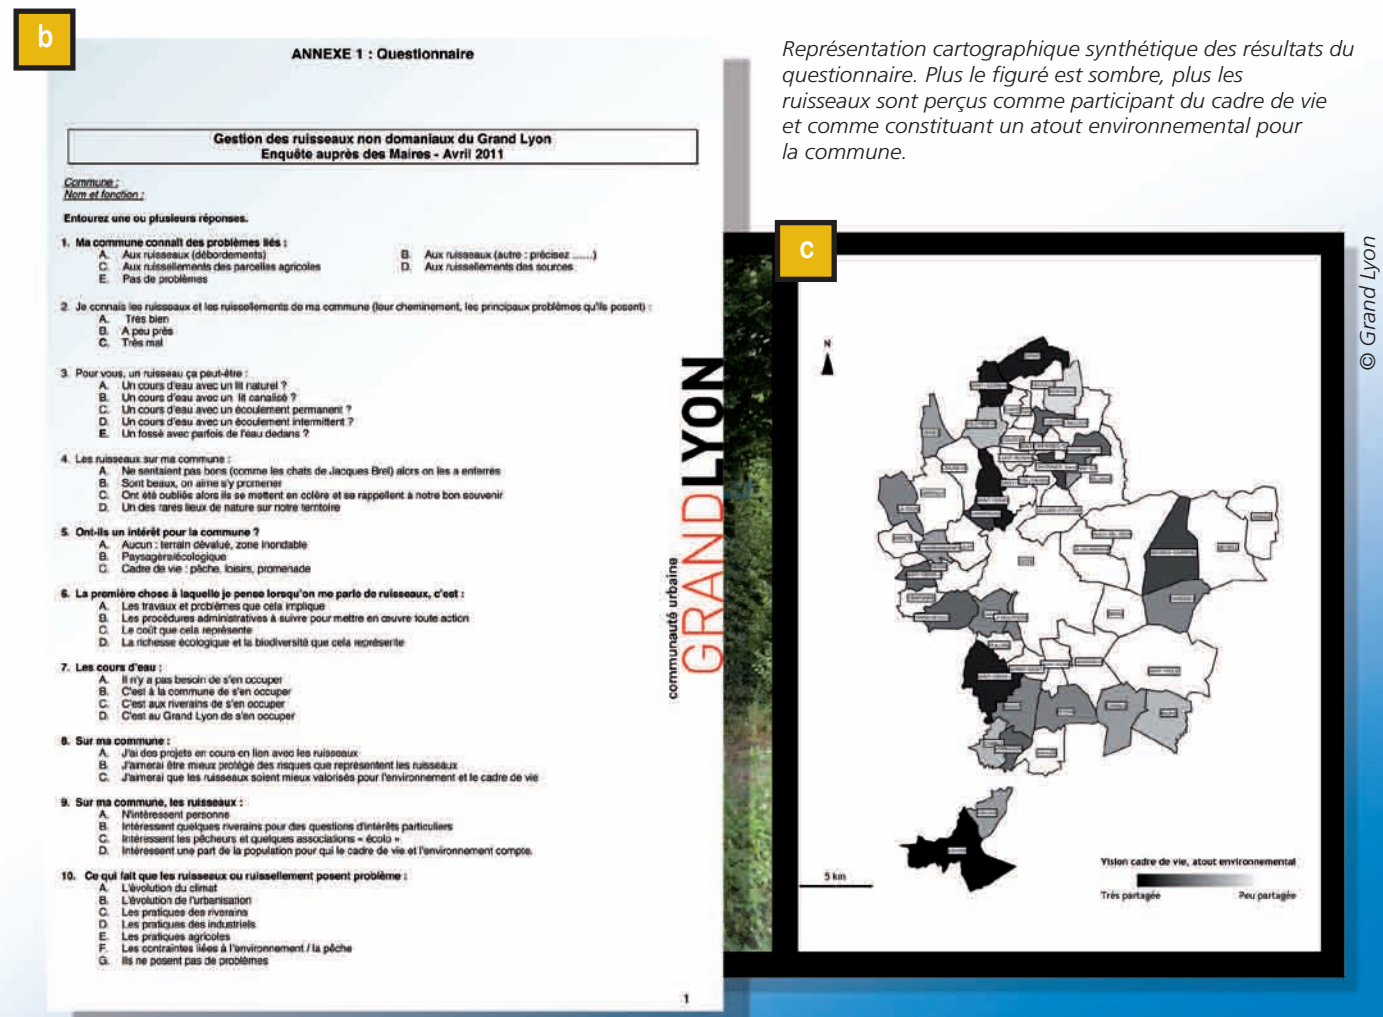 b
ANNEXE 1 : Questionnaire
Gestion des ruisseaux non domaniaux du Grand Lyon
Enquête auprès des Maires - Avril 2011
Commune :
Nom et fonction :
Entourez une ou plusieurs réponses.
1. Ma commune connaît des problèmes liés :
A. Aux ruisseaux (débordements)
B. Aux ruisseaux (autre : précisez ......)
C. Aux ruissellements des parcelles agricoles
D. Aux ruissellements des sources
E. Pas de problèmes
2. Je connais les ruisseaux et les ruissellements de ma commune (leur cheminement, les principaux problèmes qu'ils posent) :
A. Très bien
B. A peu près
C. Très mal
3. Pour vous, un ruisseau ça peut-être :
A. Un cours d'eau avec un lit naturel ?
B. Un cours d'eau avec un lit canalisé ?
C. Un cours d'eau avec un écoulement permanent ?
D. Un cours d'eau avec un écoulement intermittent ?
E. Un fossé avec parfois de l'eau dedans ?
4. Les ruisseaux sur ma commune :
A. Ne sentaient pas bons (comme les chats de Jacques Brel) alors on les a enterrés
B. Sont beaux, on aime s'y promener
C. Ont été oubliés alors ils se mettent en colère et se rappellent à notre bon souvenir
D. Un des rares lieux de nature sur notre territoire
5. Ont-ils un intérêt pour la commune ?
A. Aucun : terrain dévalué, zone inondable
B. Paysagère/écologique
C. Cadre de vie : pêche, loisirs, promenade
6. La première chose à laquelle je pense lorsqu'on me parle de ruisseaux, c'est :
A. Les travaux et problèmes que cela implique
B. Les procédures administratives à suivre pour mettre en œuvre toute action
C. Le coût que cela représente
D. La richesse écologique et la biodiversité que cela représente
7. Les cours d'eau :
A. Il n'y a pas besoin de s'en occuper
B. C'est à la commune de s'en occuper
C. C'est aux riverains de s'en occuper
D. C'est au Grand Lyon de s'en occuper
8. Sur ma commune :
A. J'ai des projets en cours en lien avec les ruisseaux
B. J'aimerai être mieux protégé des risques que représentent les ruisseaux
C. J'aimerai que les ruisseaux soient mieux valorisés pour l'environnement et le cadre de vie
9. Sur ma commune, les ruisseaux :
A. N'intéressent personne
B. Intéressent quelques riverains pour des questions d'intérêts particuliers
C. Intéressent les pêcheurs et quelques associations « écolo »
D. Intéressent une part de la population pour qui le cadre de vie et l'environnement compte.
10. Ce qui fait que les ruisseaux ou ruissellement posent problème :
A. L'évolution du climat
B. L'évolution de l'urbanisation
C. Les pratiques des riverains
D. Les pratiques des industriels
E. Les pratiques agricoles
F. Les contraintes liées à l'environnement / la pêche
G. Ils ne posent pas de problèmes
1
communauté urbaine
GRANDLYON
Représentation cartographique synthétique des résultats du
questionnaire. Plus le figuré est sombre, plus les
ruisseaux sont perçus comme participant du cadre de vie
et comme constituant un atout environnemental pour
la commune.
c
© Grand Lyon
N
5 km
Vision cadre de vie, atout environnemental
Très partagée
Peu partagée